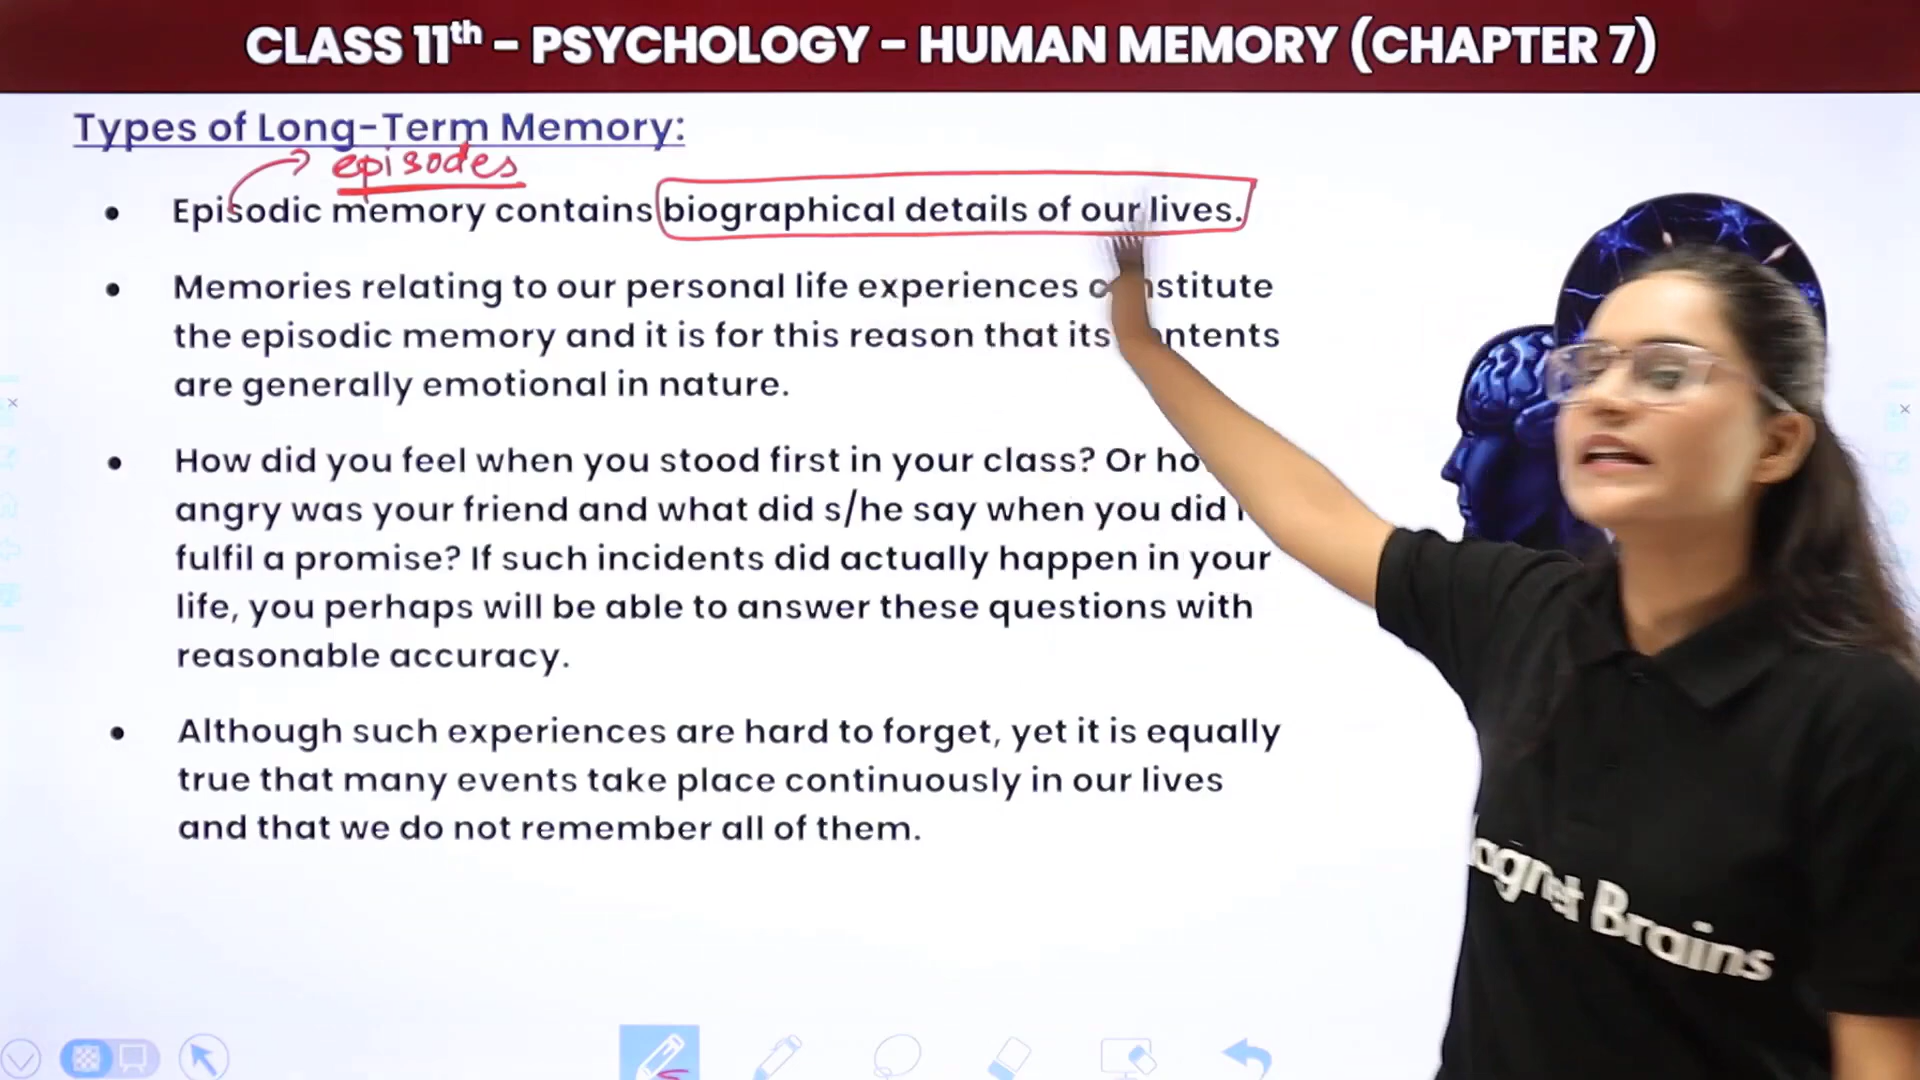 CLASS 11th – PSYCHOLOGY – HUMAN MEMORY (CHAPTER 7)
Types of Long-Term Memory:
episodes
• Episodic memory contains biographical details of our lives.
• Memories relating to our personal life experiences constitute
the episodic memory and it is for this reason that its contents
are generally emotional in nature.
• How did you feel when you stood first in your class? Or
angry was your friend and what did s/he say when you did
fulfil a promise? If such incidents did actually happen in your
life, you perhaps will be able to answer these questions with
reasonable accuracy.
• Although such experiences are hard to forget, yet it is equally
true that many events take place continuously in our lives
and that we do not remember all of them.
Brains